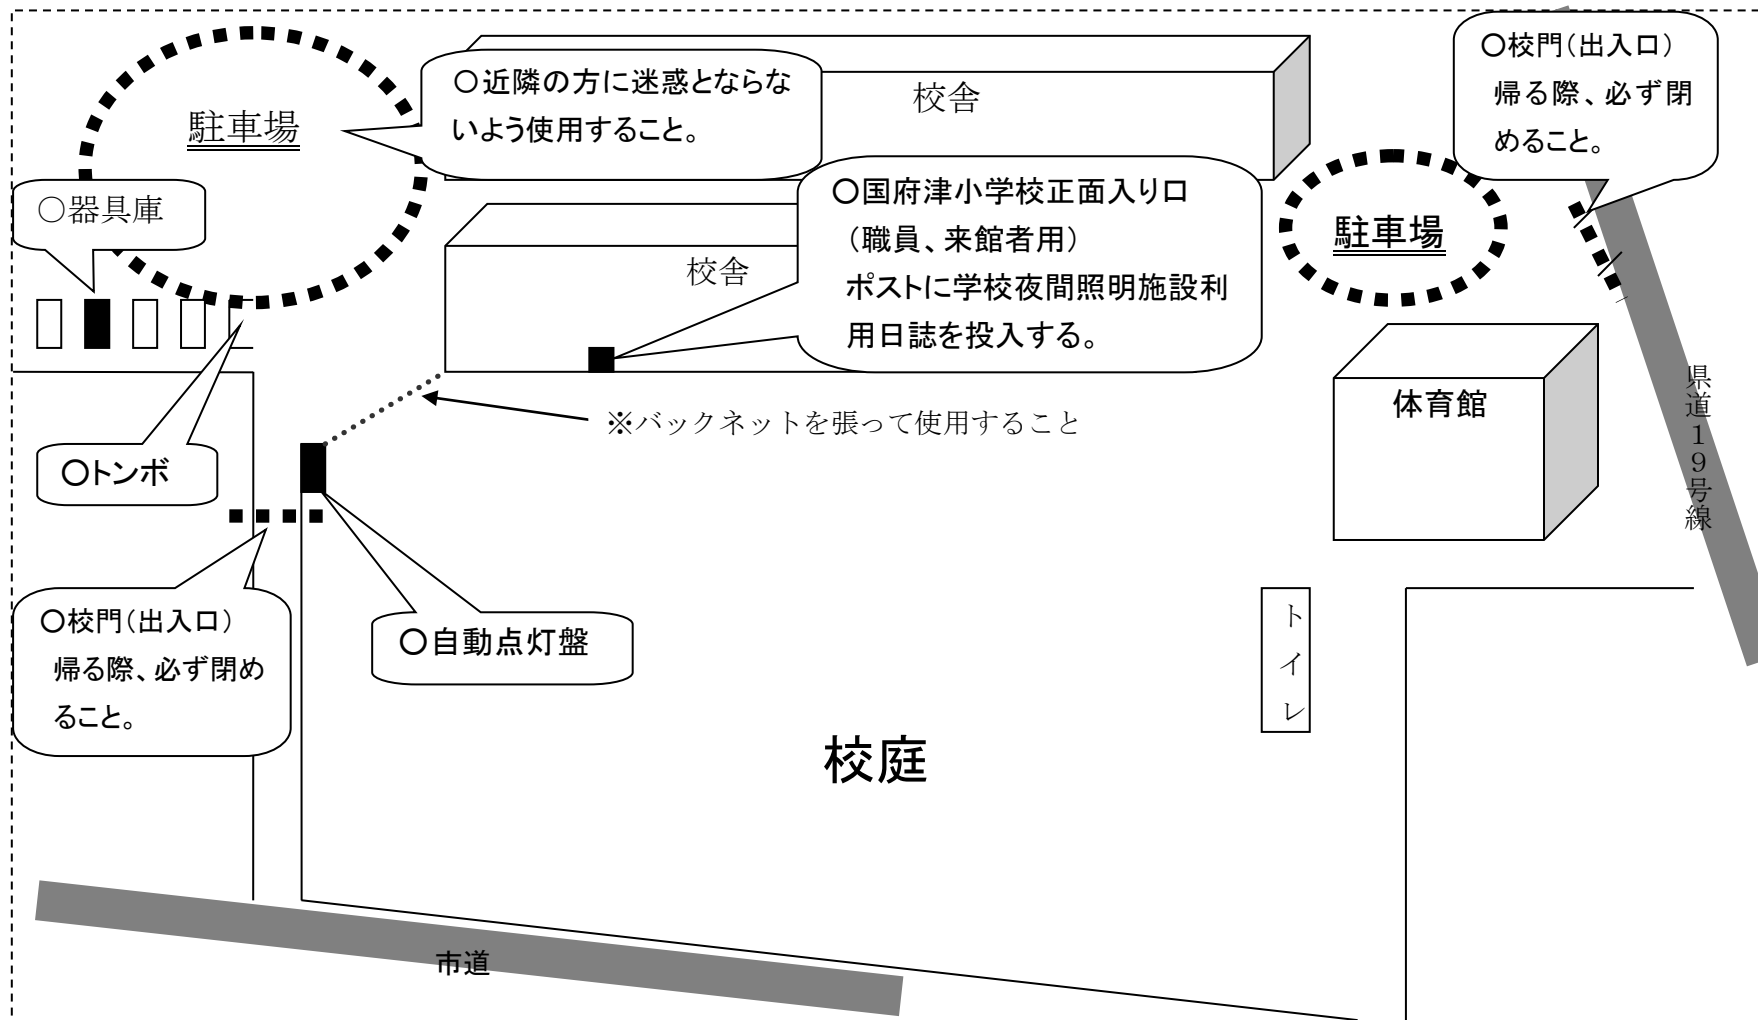 駐車場
〇近隣の方に迷惑とならな
いよう使用すること。
校舎
〇校門（出入口）
帰る際、必ず閉
めること。
〇器具庫
校舎
〇国府津小学校正面入り口
（職員、来館者用）
ポストに学校夜間照明施設利
用日誌を投入する。
駐車場
体育館
県道１９号線
※バックネットを張って使用すること
〇トンボ
〇校門（出入口）
帰る際、必ず閉め
ること。
〇自動点灯盤
トイレ
校庭
市道